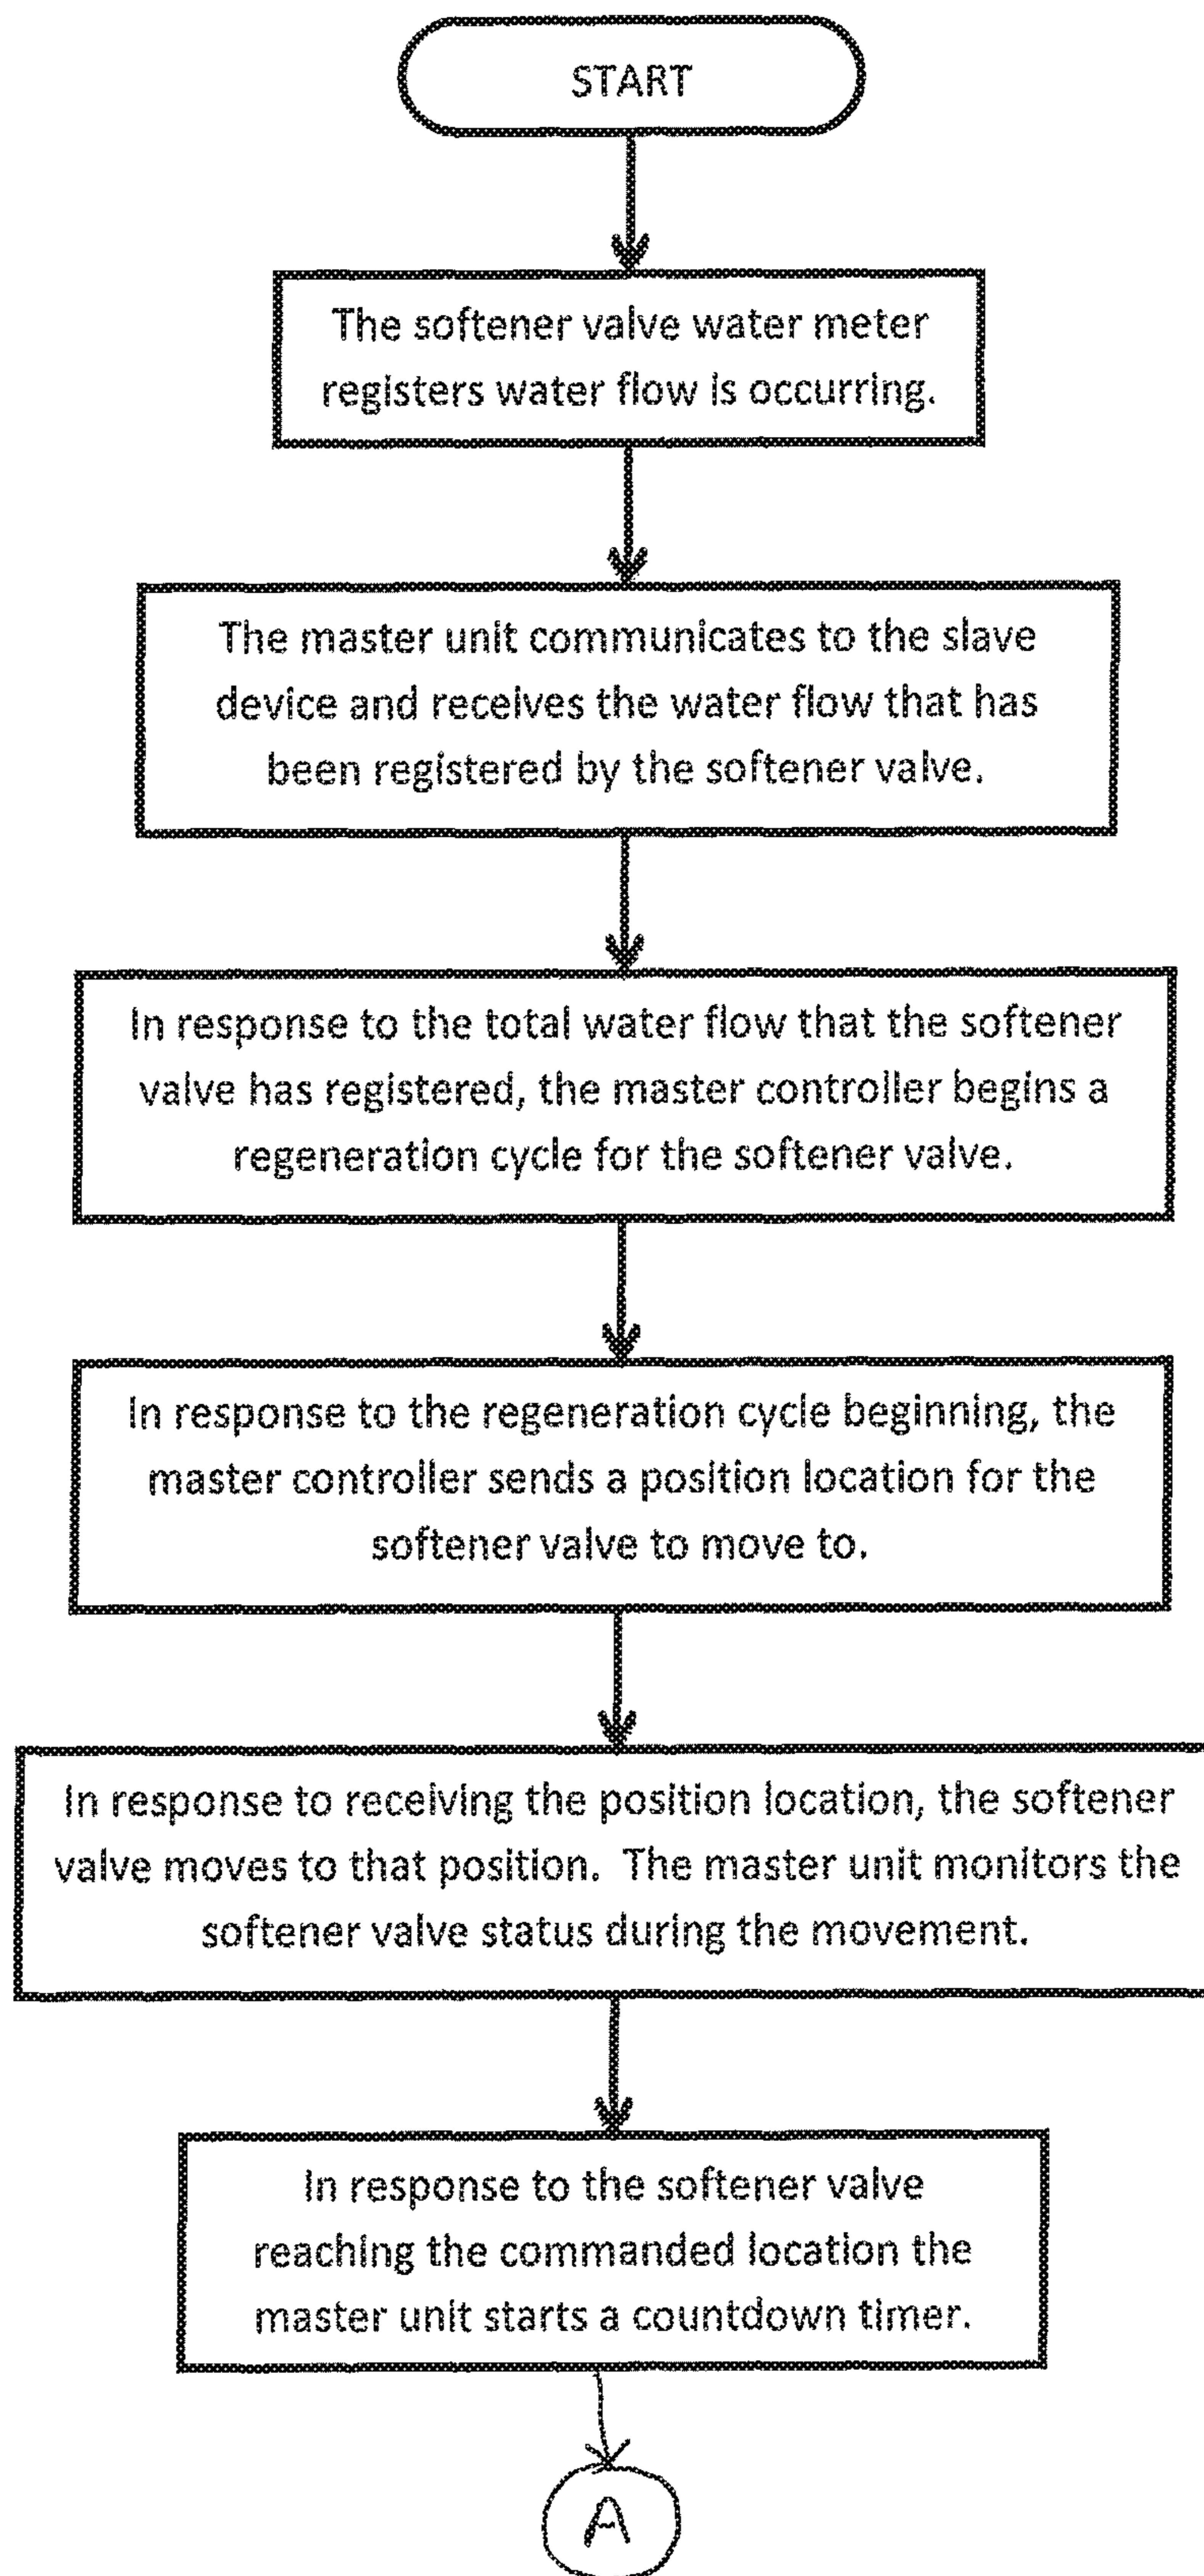 START
The softener valve water meter
registers water flow is occurring.
The master unit communicates to the slave
device and receives the water flow that has
been registered by the softener valve.
In response to the total water flow that the softener
valve has registered, the master controller begins a
regeneration cycle for the softener valve.
In response to the regeneration cycle beginning, the
master controller sends a position location for the
softener valve to move to.
In response to receiving the position location, the softener
valve moves to that position. The master unit monitors the
softener valve status during the movement.
In response to the softener valve
reaching the commanded location the
master unit starts a countdown timer.
A